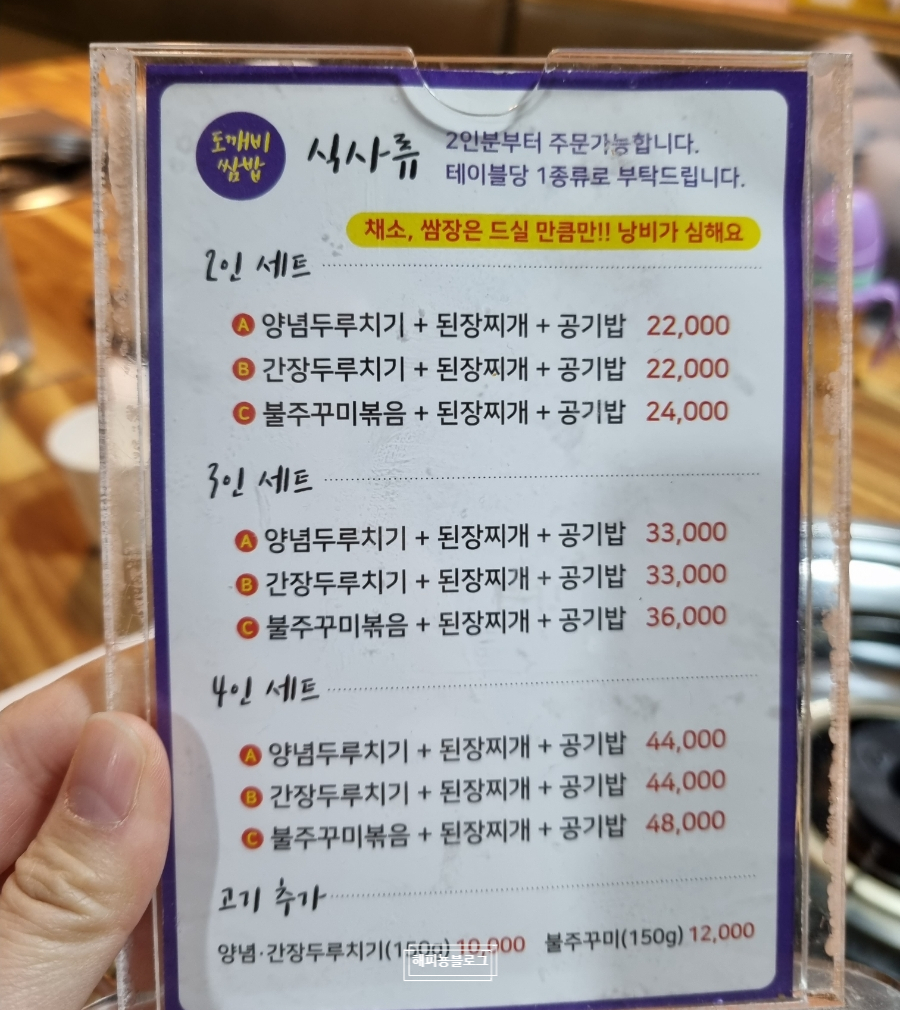 도깨비
쌈밥
식사류
2인분부터 주문가능합니다.
테이블당 1종류로 부탁드립니다.
채소, 쌈장은 드실 만큼만!! 낭비가 심해요
2인 세트
A 양념두루치기 + 된장찌개 + 공기밥 22,000
B 간장두루치기 + 된장찌개 + 공기밥 22,000
C 불주꾸미볶음 + 된장찌개 + 공기밥 24,000
3인 세트
A 양념두루치기 + 된장찌개 + 공기밥 33,000
B 간장두루치기 + 된장찌개 + 공기밥 33,000
C 불주꾸미볶음 + 된장찌개 + 공기밥 36,000
4인 세트
A 양념두루치기 + 된장찌개 + 공기밥 44,000
B 간장두루치기 + 된장찌개 + 공기밥 44,000
C 불주꾸미볶음 + 된장찌개 + 공기밥 48,000
고기 추가
양념·간장두루치기(150g) 10,000 불주꾸미(150g) 12,000
해피용블로그